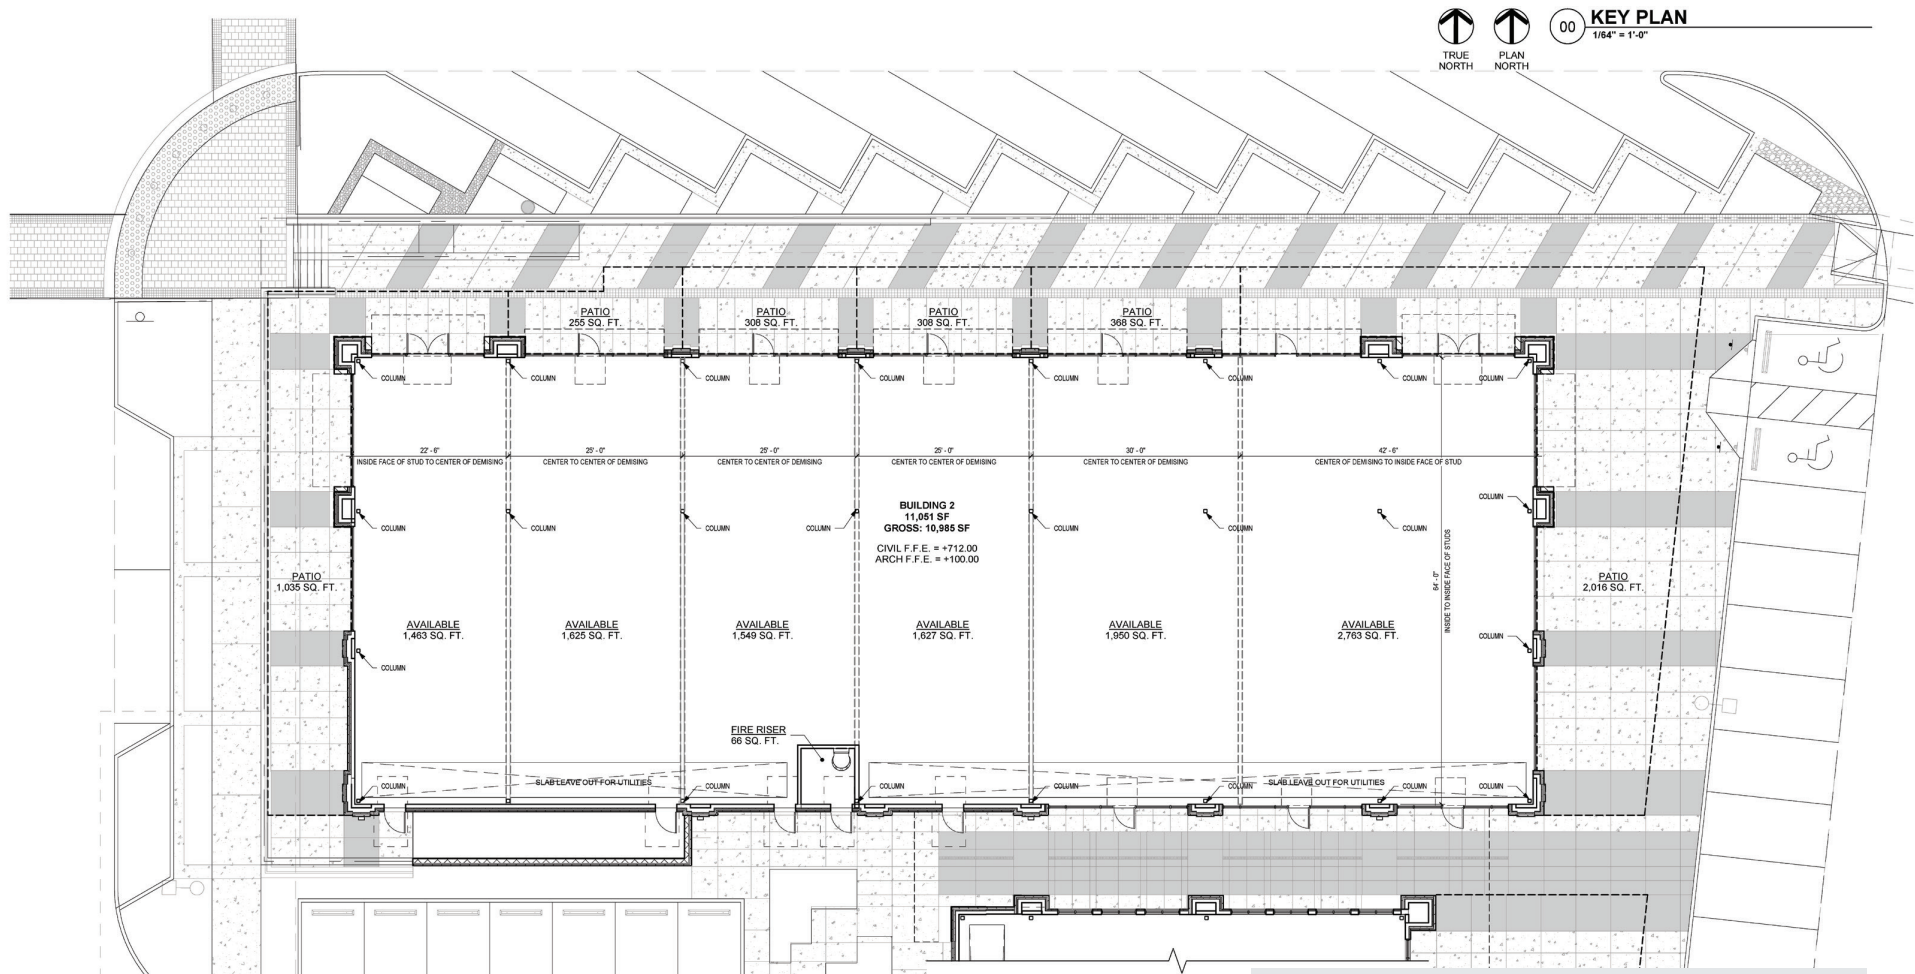 KEY PLAN
00
1/64" = 1'-0"
TRUE
NORTH
PLAN
NORTH
PATIO
255 SQ. FT.
PATIO
308 SQ. FT.
PATIO
308 SQ. FT.
PATIO
368 SQ. FT.
COLUMN
COLUMN
COLUMN
COLUMN
COLUMN
COLUMN
COLUMN
COLUMN
22' - 6"
INSIDE FACE OF STUD TO CENTER OF DEMISING
25' - 0"
CENTER TO CENTER OF DEMISING
25' - 0"
CENTER TO CENTER OF DEMISING
25' - 0"
CENTER TO CENTER OF DEMISING
30' - 0"
CENTER TO CENTER OF DEMISING
42' - 6"
CENTER OF DEMISING TO INSIDE FACE OF STUD
COLUMN
COLUMN
COLUMN
COLUMN
COLUMN
COLUMN
BUILDING 2
11,051 SF
GROSS: 10,985 SF
CIVIL F.F.E. = +712.00
ARCH F.F.E. = +100.00
64' - 0"
INSIDE TO INSIDE FACE OF STUDS
PATIO
1,035 SQ. FT.
PATIO
2,016 SQ. FT.
AVAILABLE
1,463 SQ. FT.
AVAILABLE
1,625 SQ. FT.
AVAILABLE
1,549 SQ. FT.
AVAILABLE
1,627 SQ. FT.
AVAILABLE
1,950 SQ. FT.
AVAILABLE
2,763 SQ. FT.
COLUMN
COLUMN
FIRE RISER
66 SQ. FT.
COLUMN
SLAB LEAVE OUT FOR UTILITIES
COLUMN
COLUMN
COLUMN
COLUMN
SLAB LEAVE OUT FOR UTILITIES
COLUMN
COLUMN